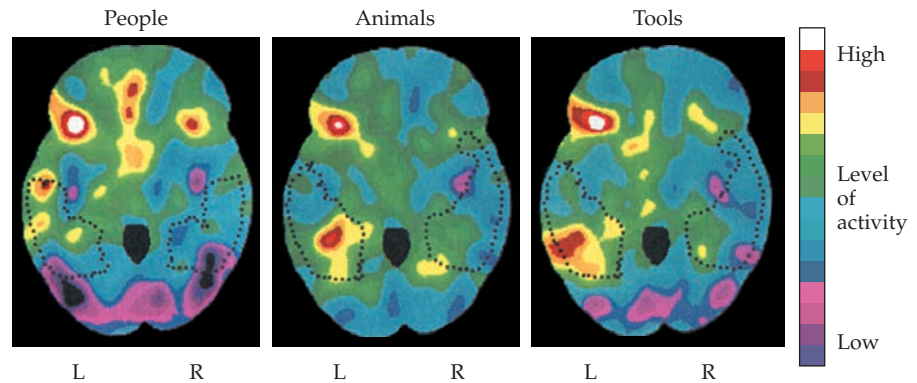 People
Animals
Tools
High
Level
of
activity
Low
L R
L R
L R